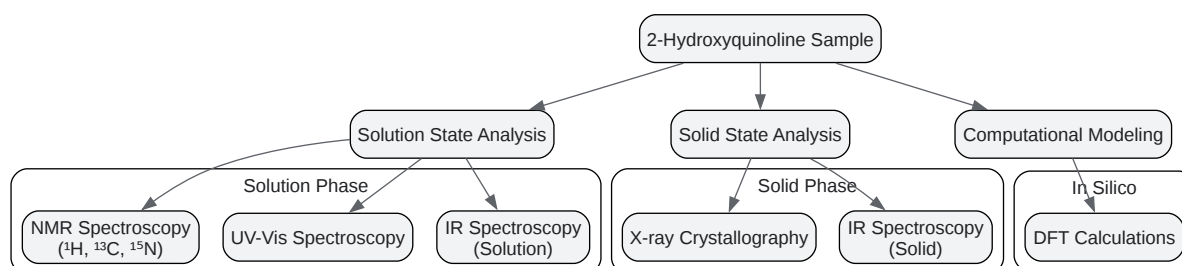 2-Hydroxyquinoline Sample
Solution State Analysis
Solid State Analysis
Computational Modeling
Solution Phase
Solid Phase
In Silico
NMR Spectroscopy
(¹H, ¹³C, ¹⁵N)
UV-Vis Spectroscopy
IR Spectroscopy
(Solution)
X-ray Crystallography
IR Spectroscopy
(Solid)
DFT Calculations